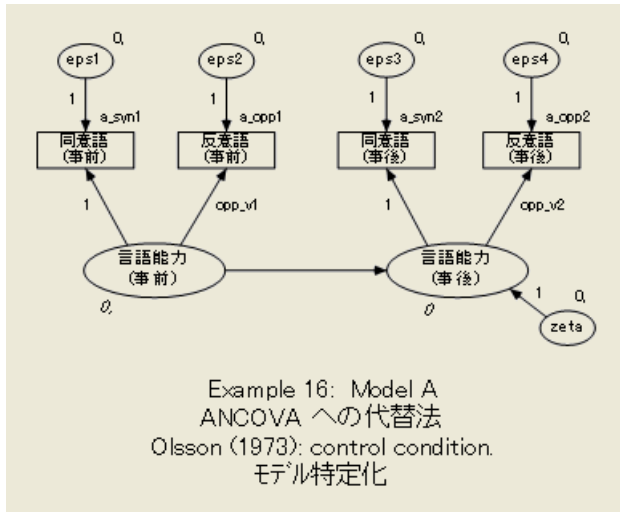 0,
0,
0,
0,
eps1
eps2
eps3
eps4
1
a_syn1
1
a_opp1
1
a_syn2
1
a_opp2
同意語
(事前)
反意語
(事前)
同意語
(事後)
反意語
(事後)
1
opp_v1
1
opp_v2
言語能力
(事前)
言語能力
(事後)
0,
0
1
0,
zeta
Example 16: Model A
ANCOVA への代替法
Olsson (1973): control condition.
モデル特定化